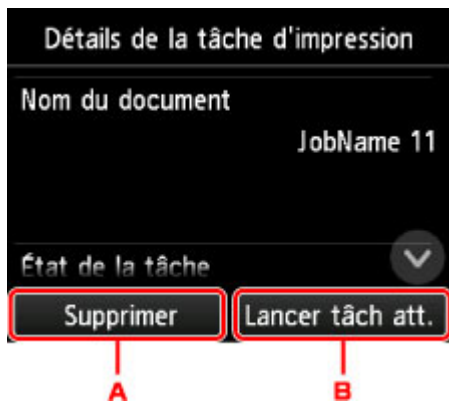 Détails de la tâche d'impression
Nom du document
JobName 11
État de la tâche
Supprimer
Lancer tâch att.
A
B